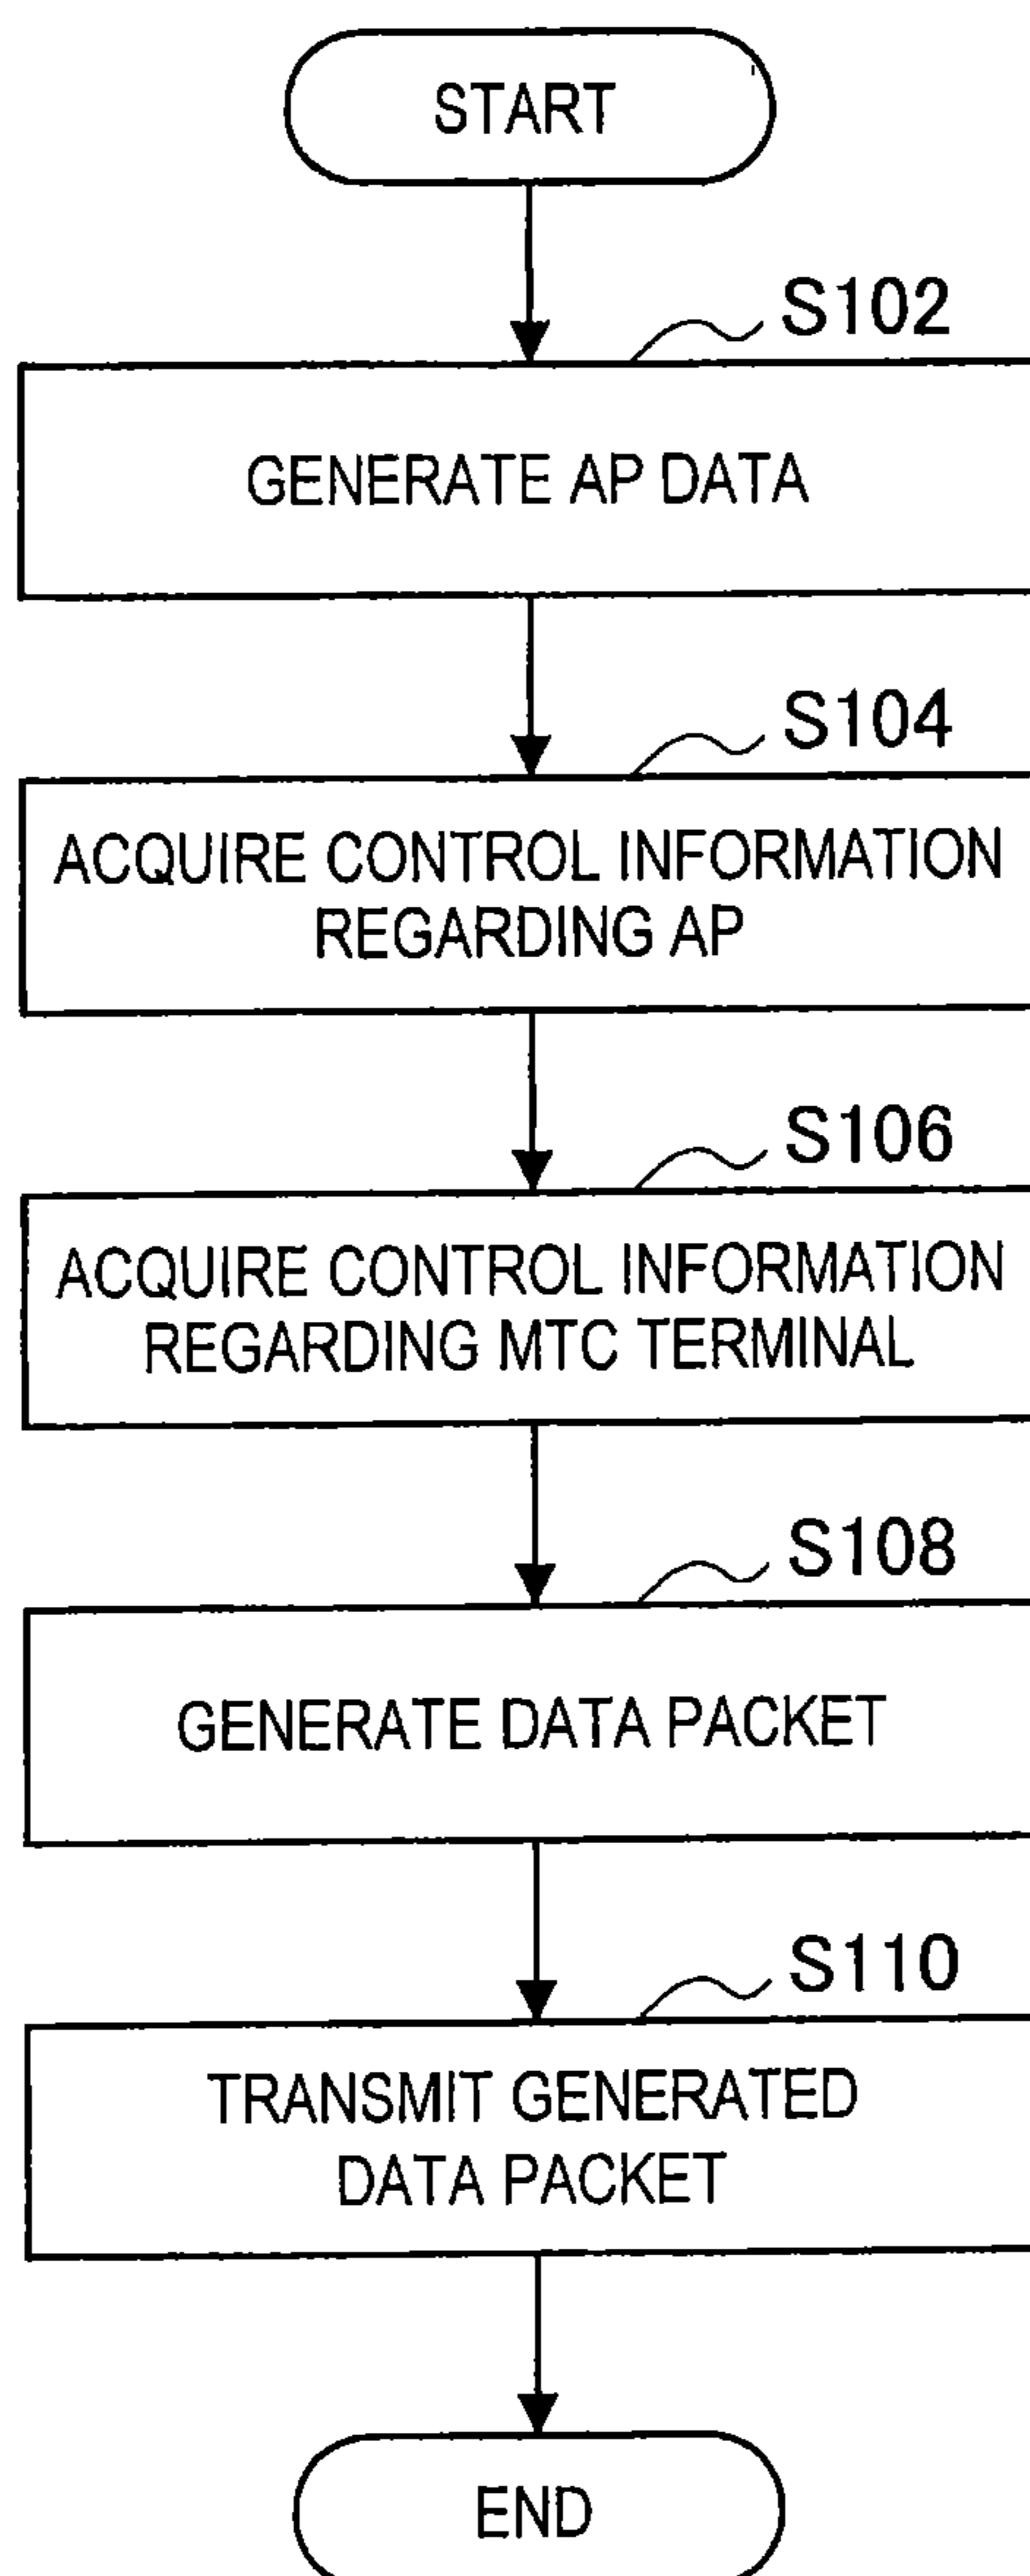 START
S102
GENERATE AP DATA
S104
ACQUIRE CONTROL INFORMATION
REGARDING AP
S106
ACQUIRE CONTROL INFORMATION
REGARDING MTC TERMINAL
S108
GENERATE DATA PACKET
S110
TRANSMIT GENERATED
DATA PACKET
END